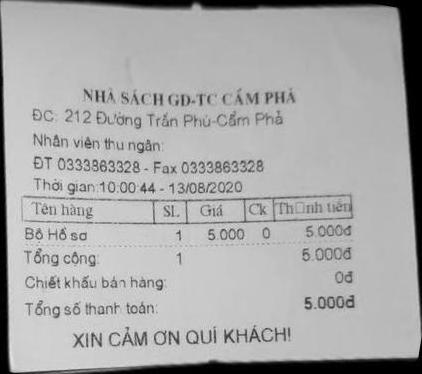 NHÀ SÁCH GD-TC CẨM PHẢ
ĐC: 212 Đường Trần Phú-Cẩm Phả
Nhân viên thu ngân:
ĐT 0333863328 - Fax 0333863328
Thời gian:10:00:44 - 13/08/2020
Tên hàng SL Giá Ck Th□nh tiền
Bộ Hồ sơ 1 5.000 0 5.000đ
Tổng cộng: 1 5.000đ
Chiết khấu bán hàng: 0đ
Tổng số thanh toán: 5.000đ
XIN CẢM ƠN QUÍ KHÁCH!